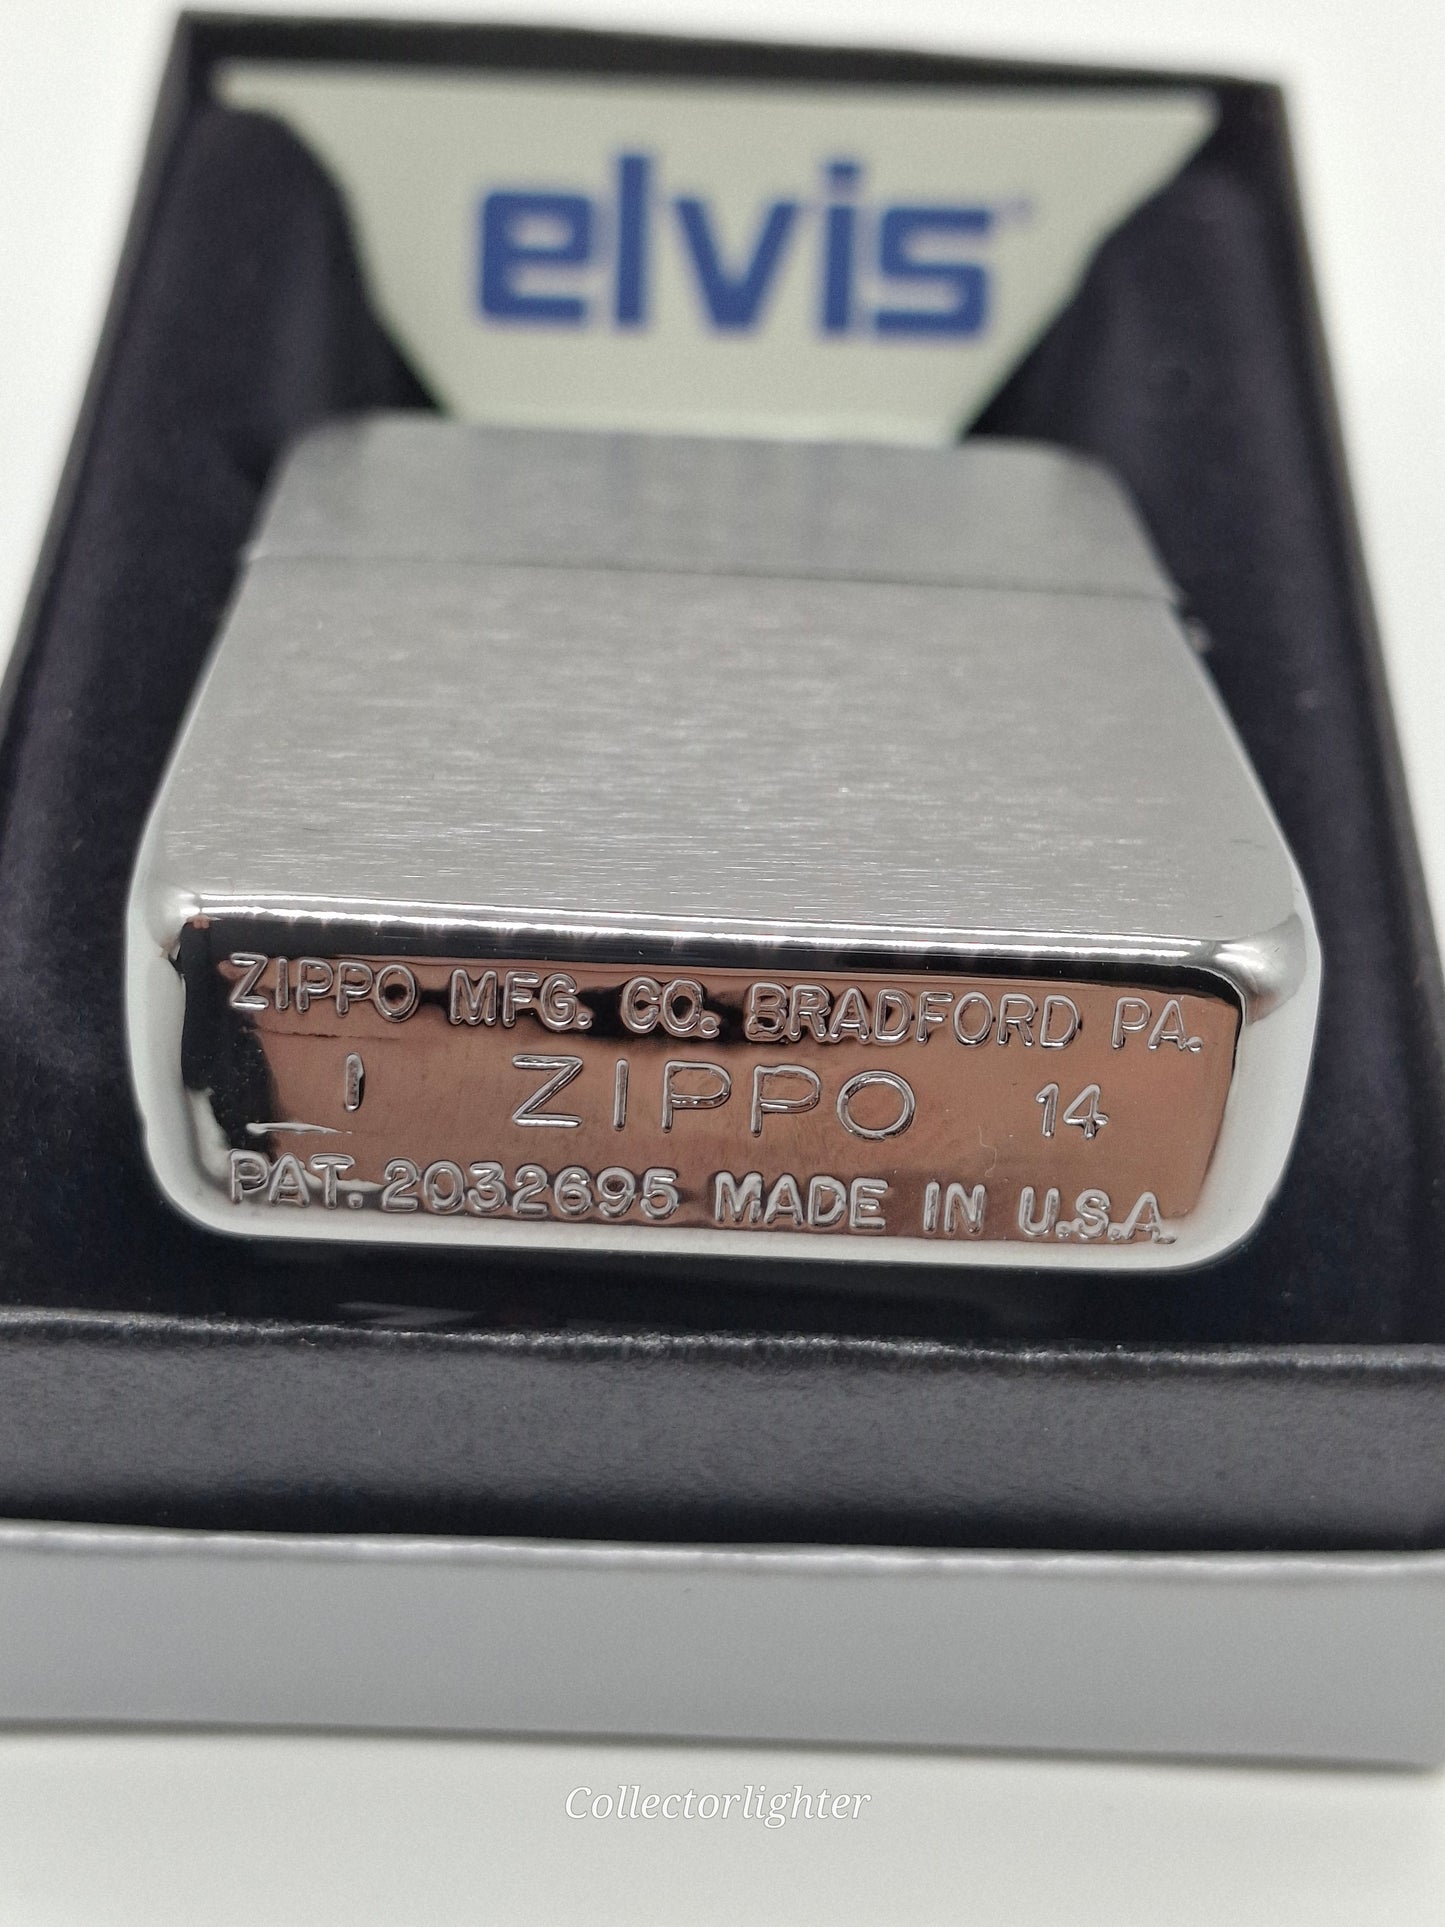 elvis
ZIPPO MFG. CO. BRADFORD PA.
I ZIPPO 14
PAT. 2032695 MADE IN U.S.A.
Collectorlighter